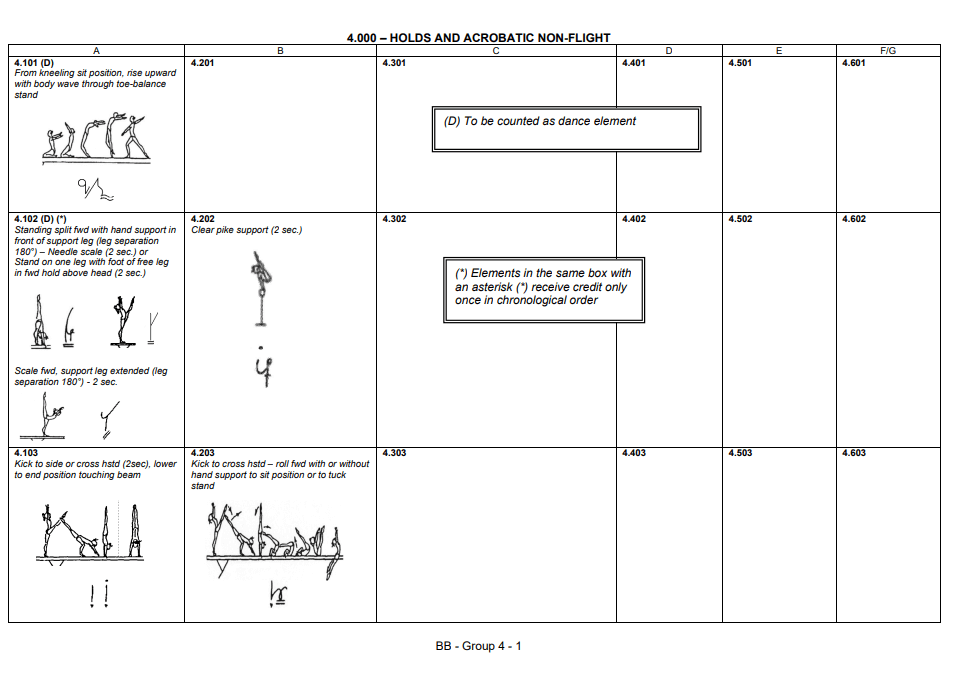 4.000 – HOLDS AND ACROBATIC NON-FLIGHT
A B C D E F/G
4.101 (D)
From kneeling sit position, rise upward
with body wave through toe-balance
stand
4.201
4.301
4.401
4.501
4.601
(D) To be counted as dance element
4.102 (D) (*)
Standing split fwd with hand support in
front of support leg (leg separation
180°) – Needle scale (2 sec.) or
Stand on one leg with foot of free leg
in fwd hold above head (2 sec.)
Scale fwd, support leg extended (leg
separation 180°) - 2 sec.
4.202
Clear pike support (2 sec.)
4.302
4.402
4.502
4.602
(*) Elements in the same box with
an asterisk (*) receive credit only
once in chronological order
4.103
Kick to side or cross hstd (2sec), lower
to end position touching beam
4.203
Kick to cross hstd – roll fwd with or without
hand support to sit position or to tuck
stand
4.303
4.403
4.503
4.603
BB - Group 4 - 1